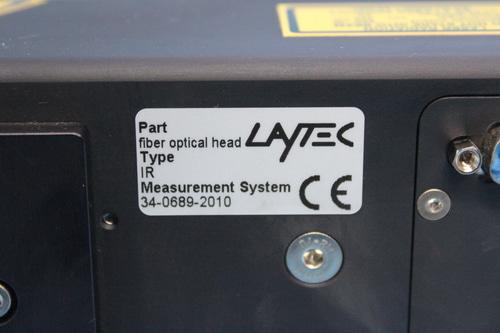 Part
fiber optical head
LAYTEC
Type
IR
Measurement System
34-0689-2010
CE